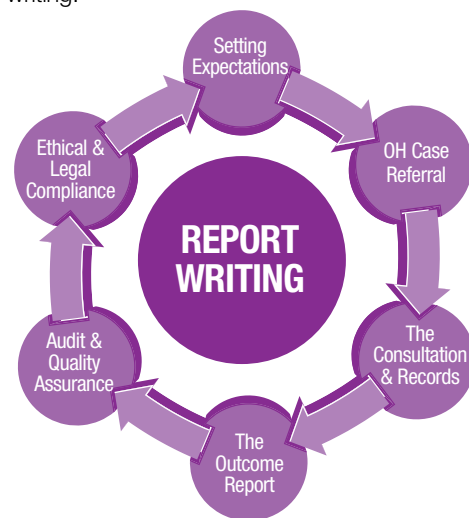 writing.
Setting
Expectations
OH Case
Referral
The
Consultation
& Records
The
Outcome
Report
Audit &
Quality
Assurance
Ethical &
Legal
Compliance
REPORT
WRITING